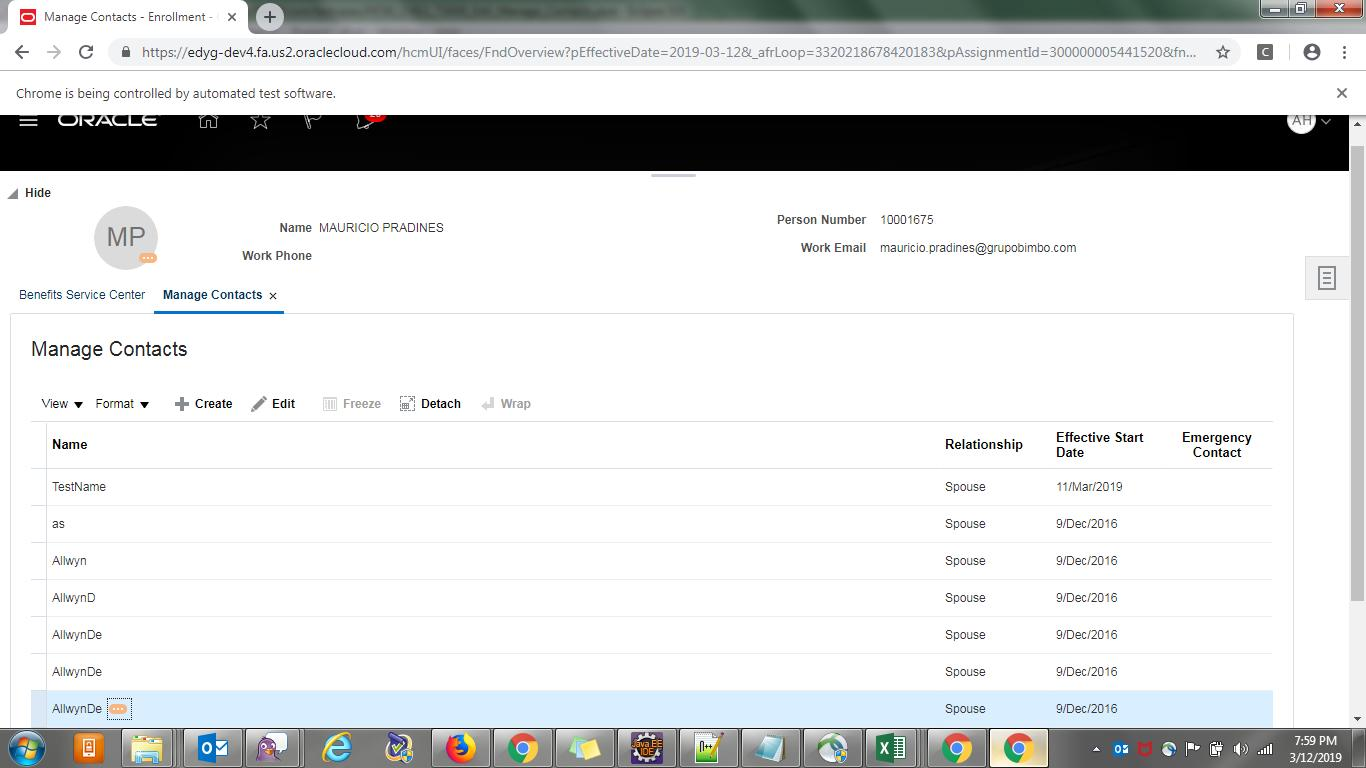 Manage Contacts - Enrollment -
https://edyg-dev4.fa.us2.oraclecloud.com/hcmUI/faces/FndOverview?pEffectiveDate=2019-03-12&_afrLoop=3320218678420183&pAssignmentId=300000005441520&fn...
C
Chrome is being controlled by automated test software.
ORACLE
AH
Hide
MP
Name MAURICIO PRADINES
Person Number 10001675
Work Phone
Work Email mauricio.pradines@grupobimbo.com
Benefits Service Center Manage Contacts
Manage Contacts
View Format Create Edit Freeze Detach Wrap
Name Relationship Effective Start Date Emergency Contact
TestName Spouse 11/Mar/2019
as Spouse 9/Dec/2016
Allwyn Spouse 9/Dec/2016
AllwynD Spouse 9/Dec/2016
AllwynDe Spouse 9/Dec/2016
AllwynDe Spouse 9/Dec/2016
AllwynDe Spouse 9/Dec/2016
Java EE
IDE
7:59 PM
3/12/2019